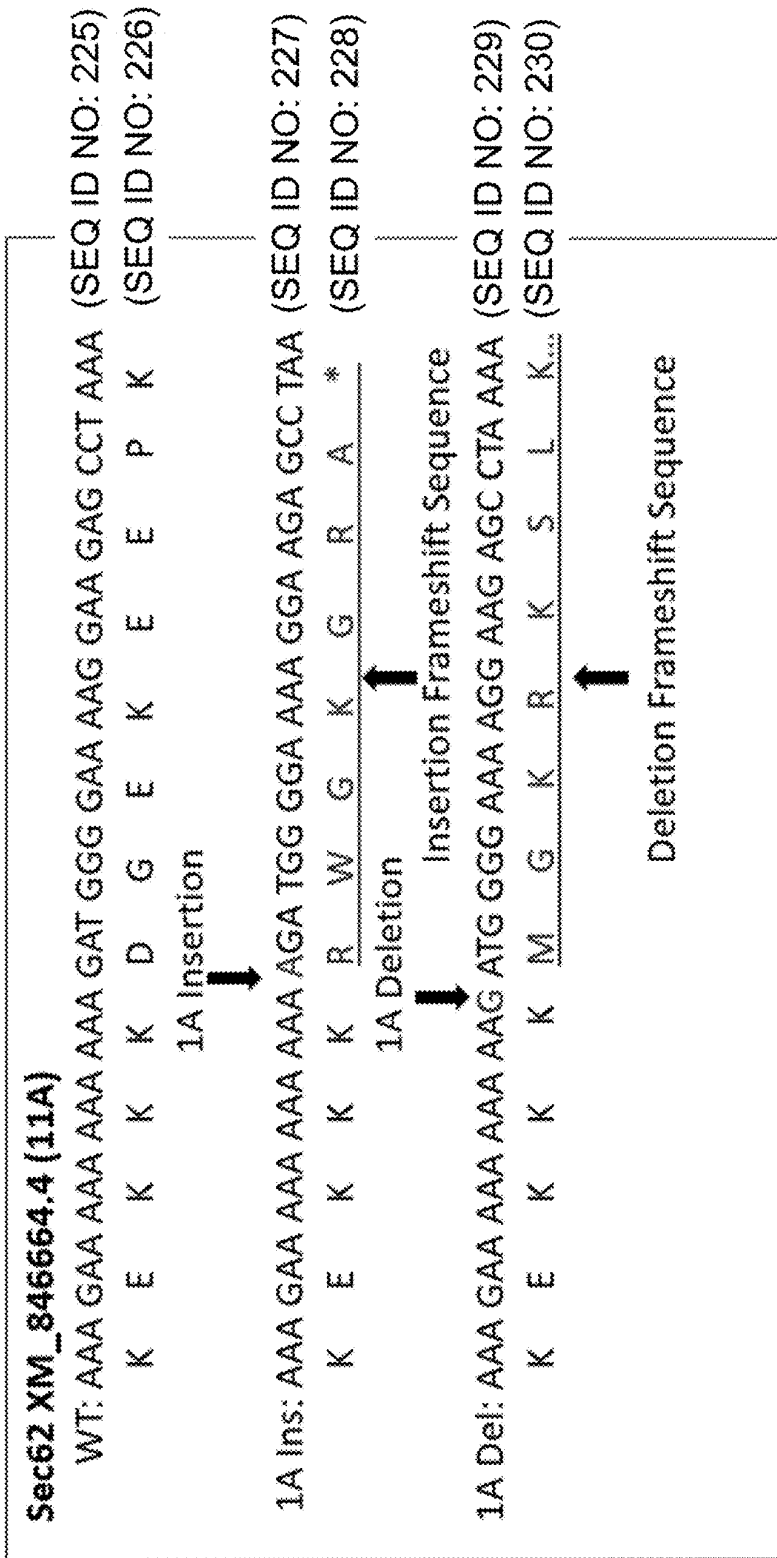 Sec62 XM_846664.4 (11A)
WT: AAA GAA AAA AAA AAA GAT GGG GAA AAG GAA GAG CCT AAA (SEQ ID NO: 225)
K E K K K D G E K E E P K (SEQ ID NO: 226)
1A Insertion
1A Ins: AAA GAA AAA AAA AAA AGA TGG GGA AAA GGA AGA GCC TAA (SEQ ID NO: 227)
K E K K K R W G K G R A * (SEQ ID NO: 228)
1A Deletion
Insertion Frameshift Sequence
1A Del: AAA GAA AAA AAA AAG ATG GGG AAA AGG AAG AGC CTA AAA (SEQ ID NO: 229)
K E K K K M G K R K S L K... (SEQ ID NO: 230)
Deletion Frameshift Sequence